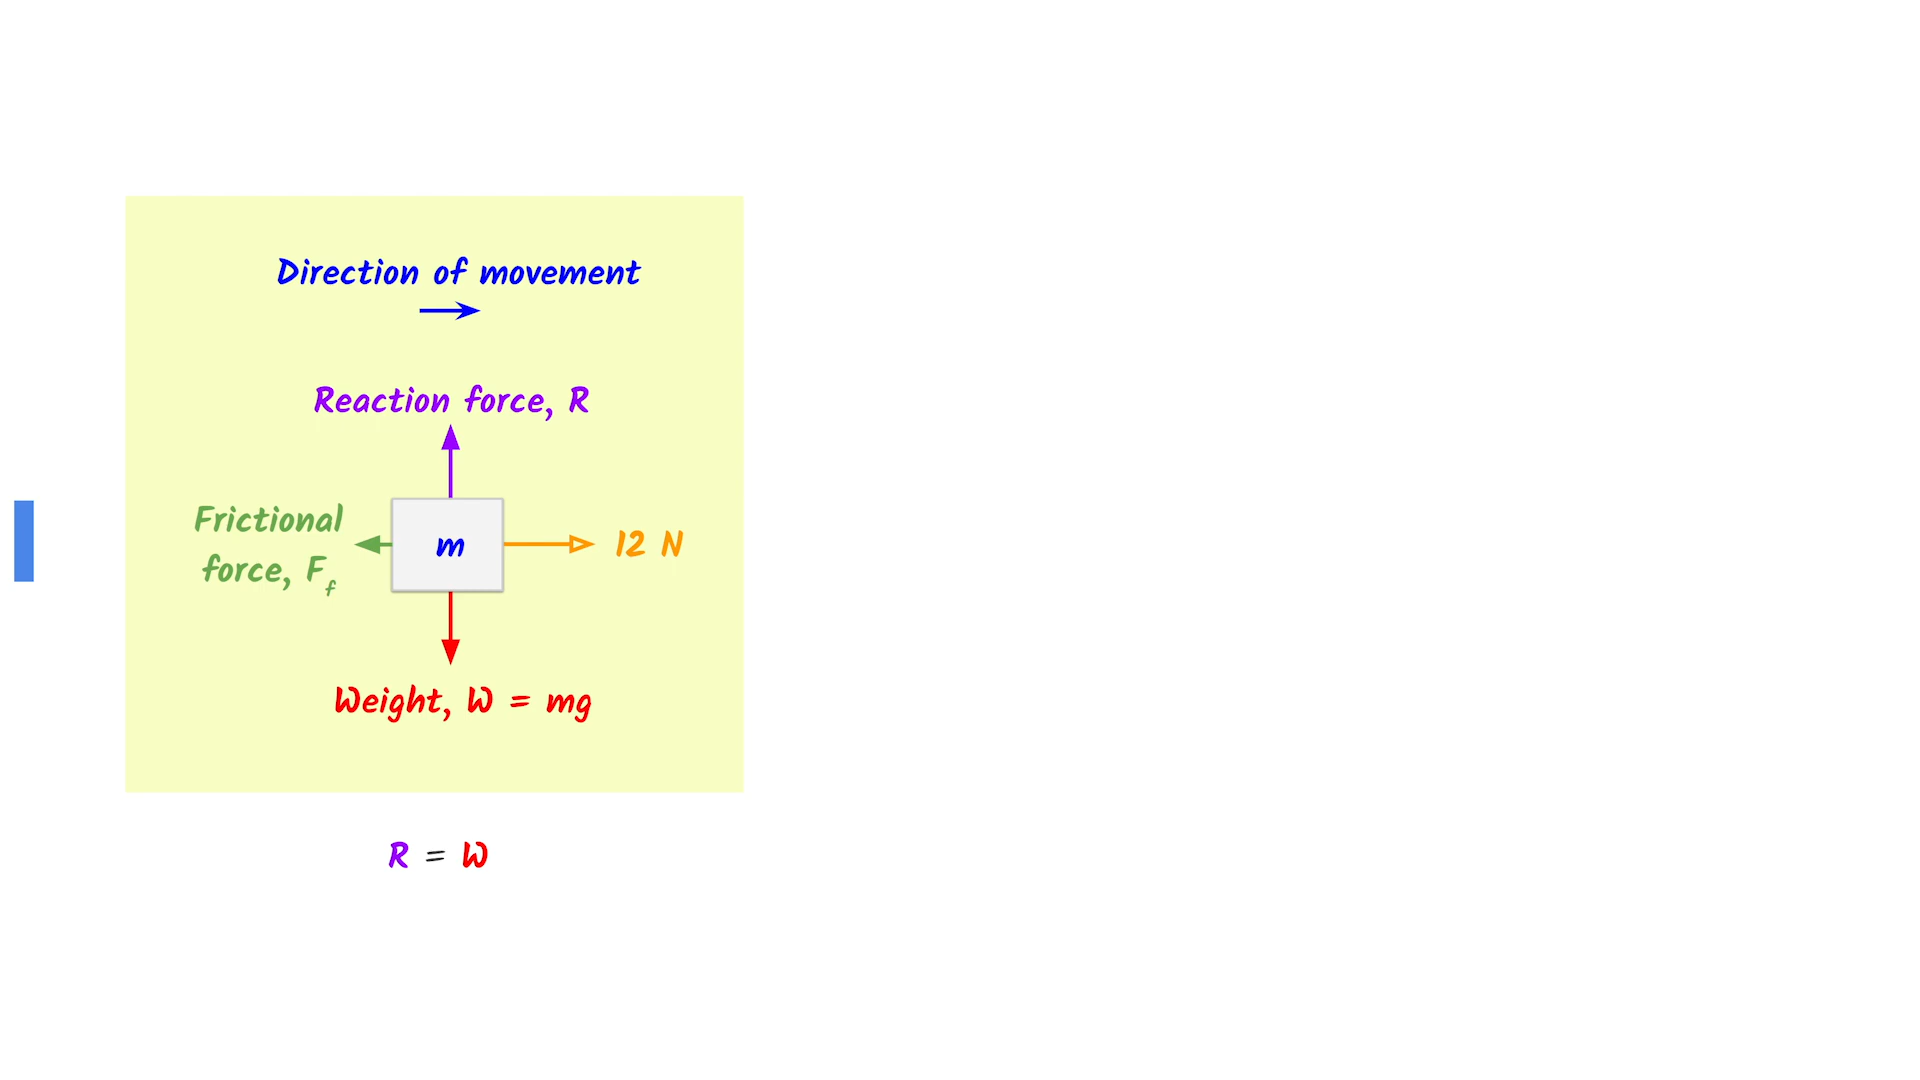 Direction of movement
Reaction force, R
Frictional
force, Ff
m
12 N
Weight, W = mg
R = W